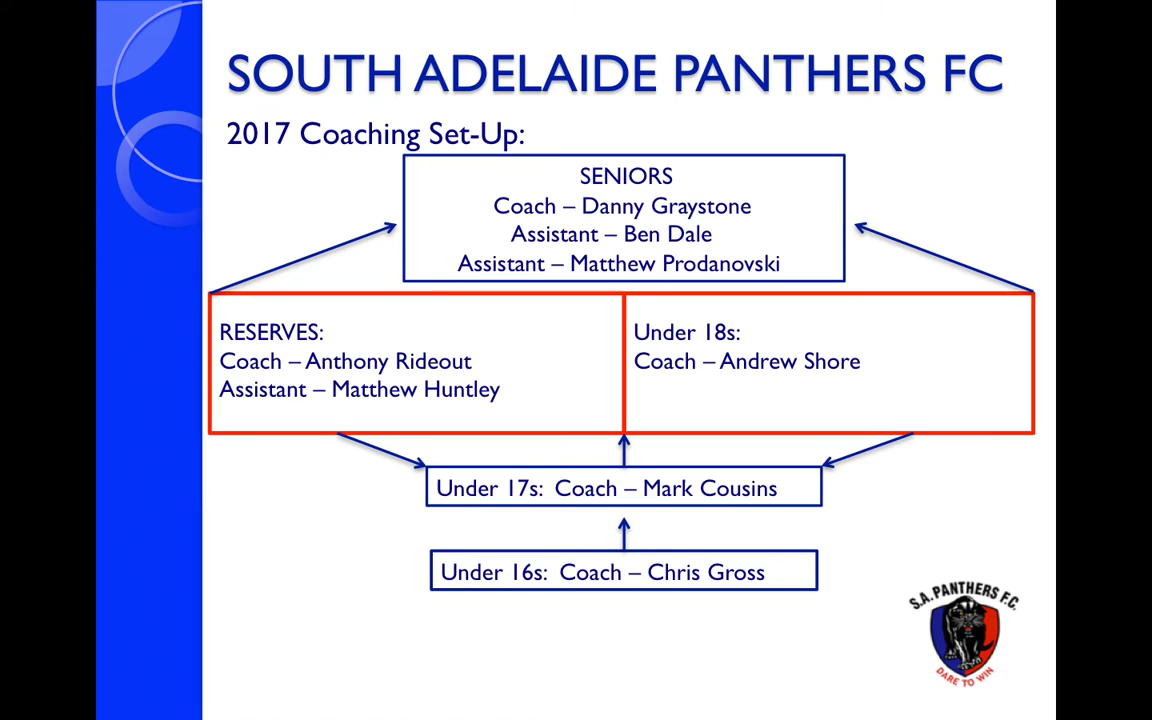 SOUTH ADELAIDE PANTHERS FC
2017 Coaching Set-Up:
SENIORS
Coach – Danny Graystone
Assistant – Ben Dale
Assistant – Matthew Prodanovski
RESERVES:
Coach – Anthony Rideout
Assistant – Matthew Huntley
Under 18s:
Coach – Andrew Shore
Under 17s:  Coach – Mark Cousins
Under 16s:  Coach – Chris Gross
S.A. PANTHERS F.C.
DARE TO WIN